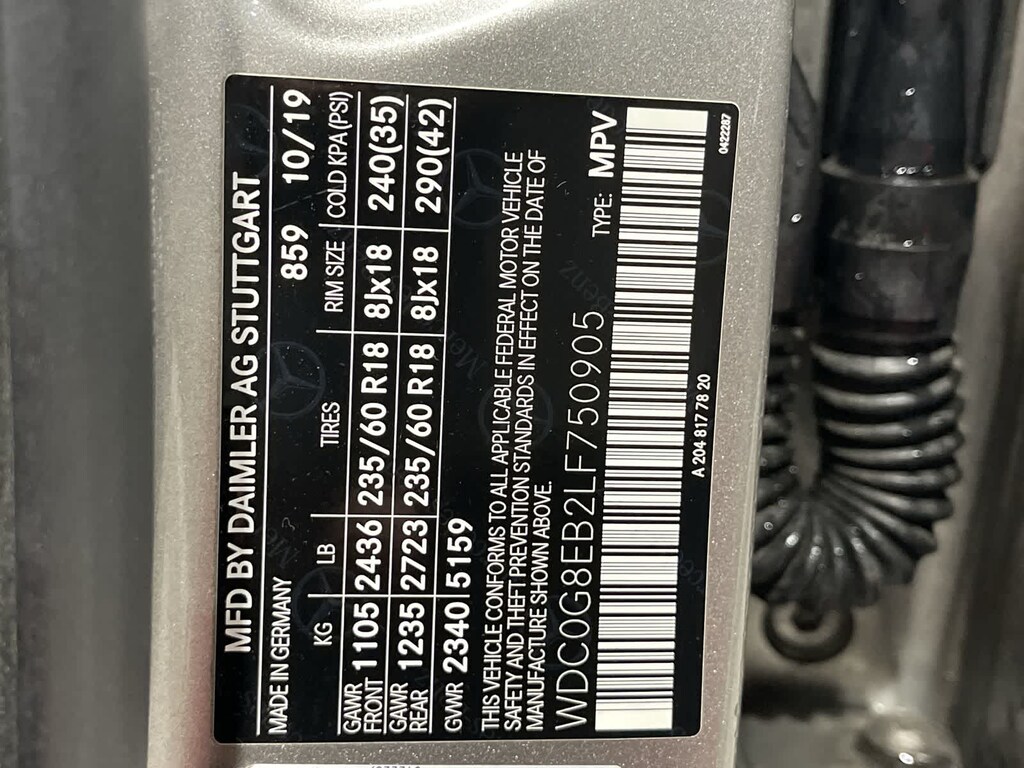 MFD BY DAIMLER AG STUTTGART
MADE IN GERMANY 859 10/19
KG LB TIRES RIM SIZE COLD KPA (PSI)
GAWR FRONT 1105 2436 235/60 R18 8Jx18 240(35)
GAWR REAR 1235 2723 235/60 R18 8Jx18 290(42)
GVWR 2340 5159
THIS VEHICLE CONFORMS TO ALL APPLICABLE FEDERAL MOTOR VEHICLE
SAFETY AND THEFT PREVENTION STANDARDS IN EFFECT ON THE DATE OF
MANUFACTURE SHOWN ABOVE.
WDC0G8EB2LF750905 TYPE: MPV
A 204 817 78 20 0422287